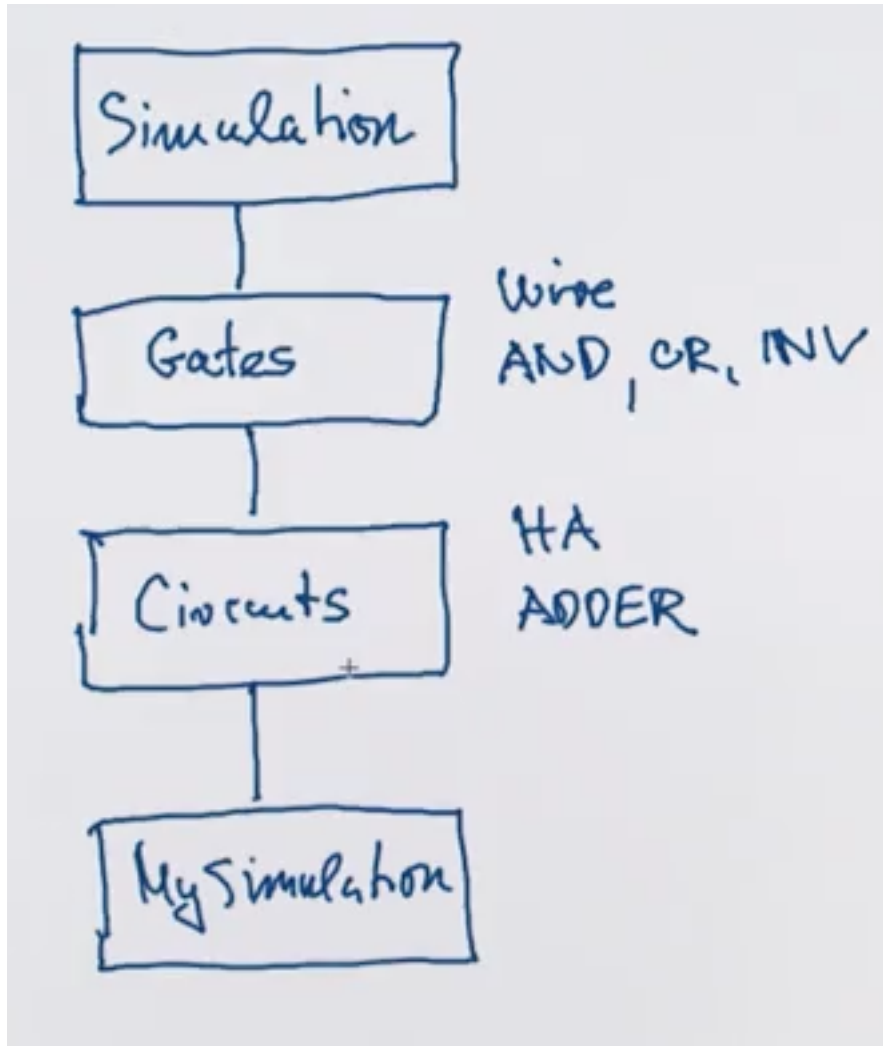 Simulation
Gates
Wire
AND, OR, INV
Circuits
HA
ADDER
MySimulation